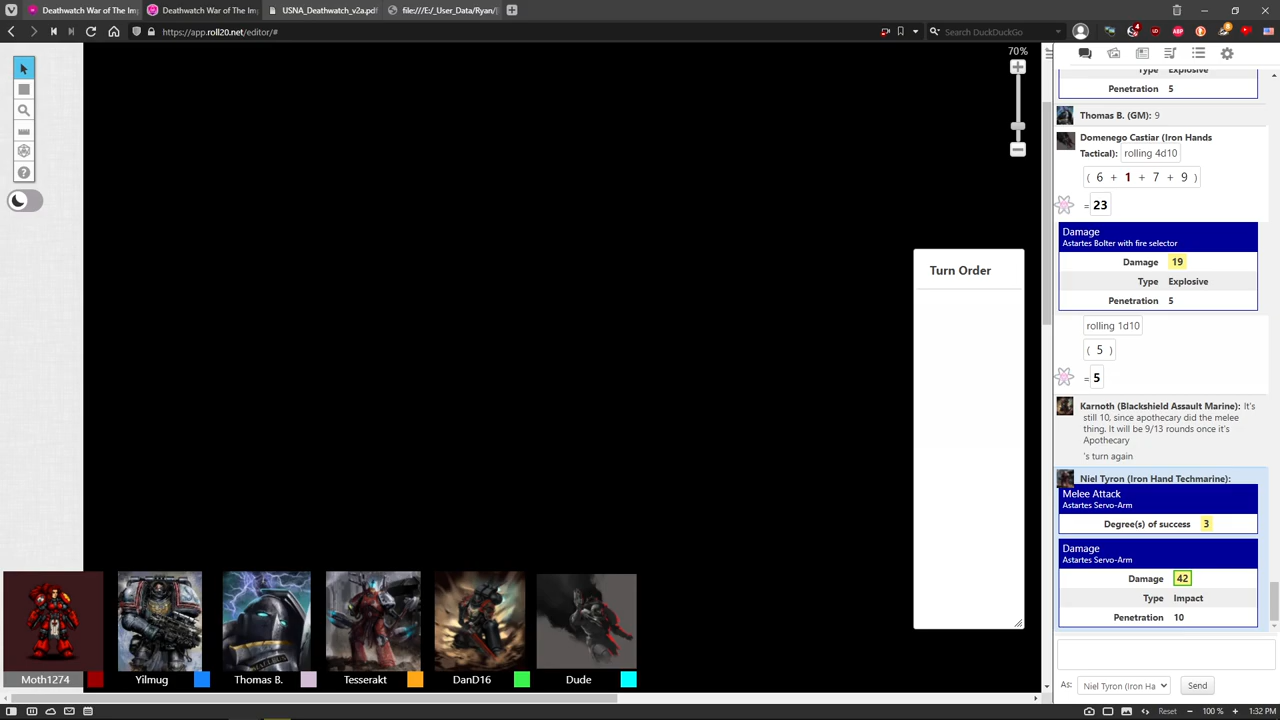 Deathwatch War of The Im
Deathwatch War of The Im
USNA_Deathwatch_v2a.pdf
file:///E:/_User_Data/Ryan/
https://app.roll20.net/editor/#
Search DuckDuckGo
70%
Turn Order
Type Explosive
Penetration 5
Thomas B. (GM): 9
Domenego Castiar (Iron Hands
Tactical): rolling 4d10
( 6 + 1 + 7 + 9 )
= 23
Damage
Astartes Bolter with fire selector
Damage 19
Type Explosive
Penetration 5
rolling 1d10
( 5 )
= 5
Karnoth (Blackshield Assault Marine): It's
still 10, since apothecary did the melee
thing. It will be 9/13 rounds once it's
Apothecary
's turn again
Niel Tyron (Iron Hand Techmarine):
Melee Attack
Astartes Servo-Arm
Degree(s) of success 3
Damage
Astartes Servo-Arm
Damage 42
Type Impact
Penetration 10
As: Niel Tyron (Iron Ha
Send
Moth1274
Yilmug
Thomas B.
Tesserakt
DanD16
Dude
Reset
100 %
1:32 PM